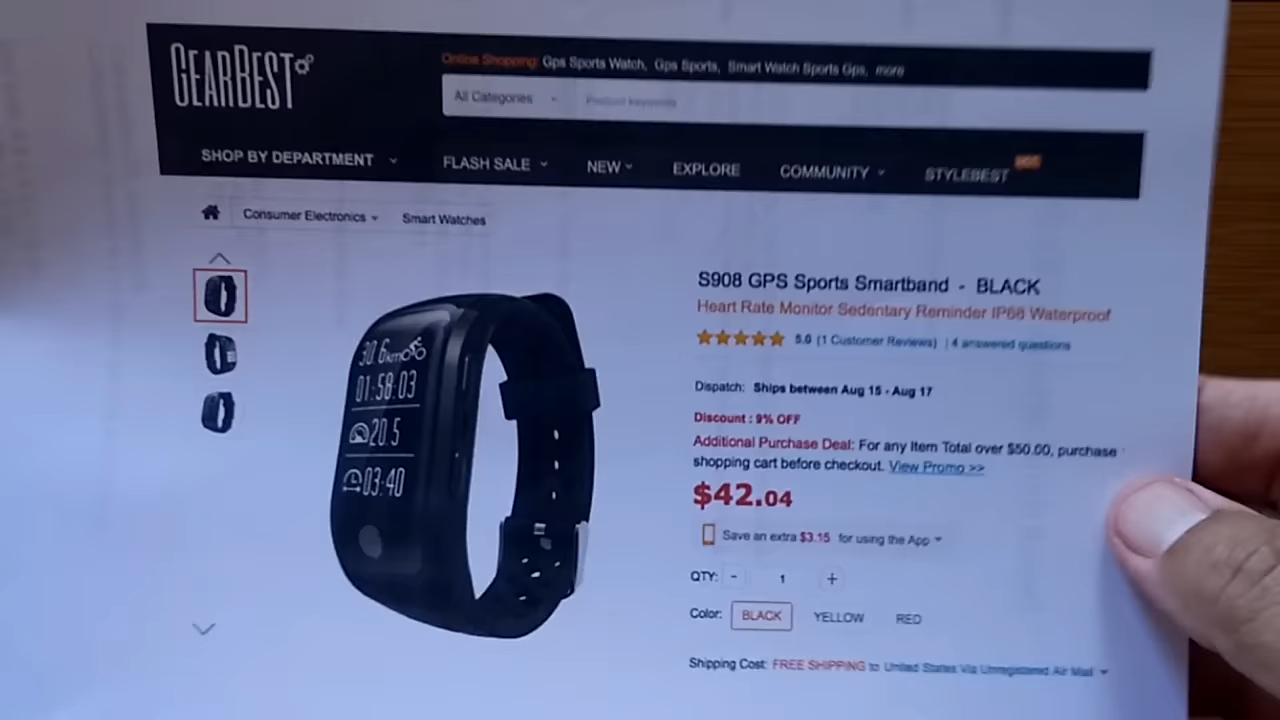 GEARBEST
Online Shopping: Gps Sports Watch, Gps Sports, Smart Watch Sports Gps, more
All Categories Product keywords
SHOP BY DEPARTMENT FLASH SALE NEW EXPLORE COMMUNITY STYLEBEST
Consumer Electronics Smart Watches
S908 GPS Sports Smartband - BLACK
Heart Rate Monitor Sedentary Reminder IP68 Waterproof
5.0 (1 Customer Reviews) | 4 answered questions
Dispatch: Ships between Aug 15 - Aug 17
Discount : 9% OFF
Additional Purchase Deal: For any Item Total over $50.00, purchase
shopping cart before checkout. View Promo >>
$42.04
Save an extra $3.15 for using the App
QTY: - 1 +
Color: BLACK YELLOW RED
Shipping Cost: FREE SHIPPING to United States Via Unregistered Air Mail
30.6km
01:58:03
20.5
03:40